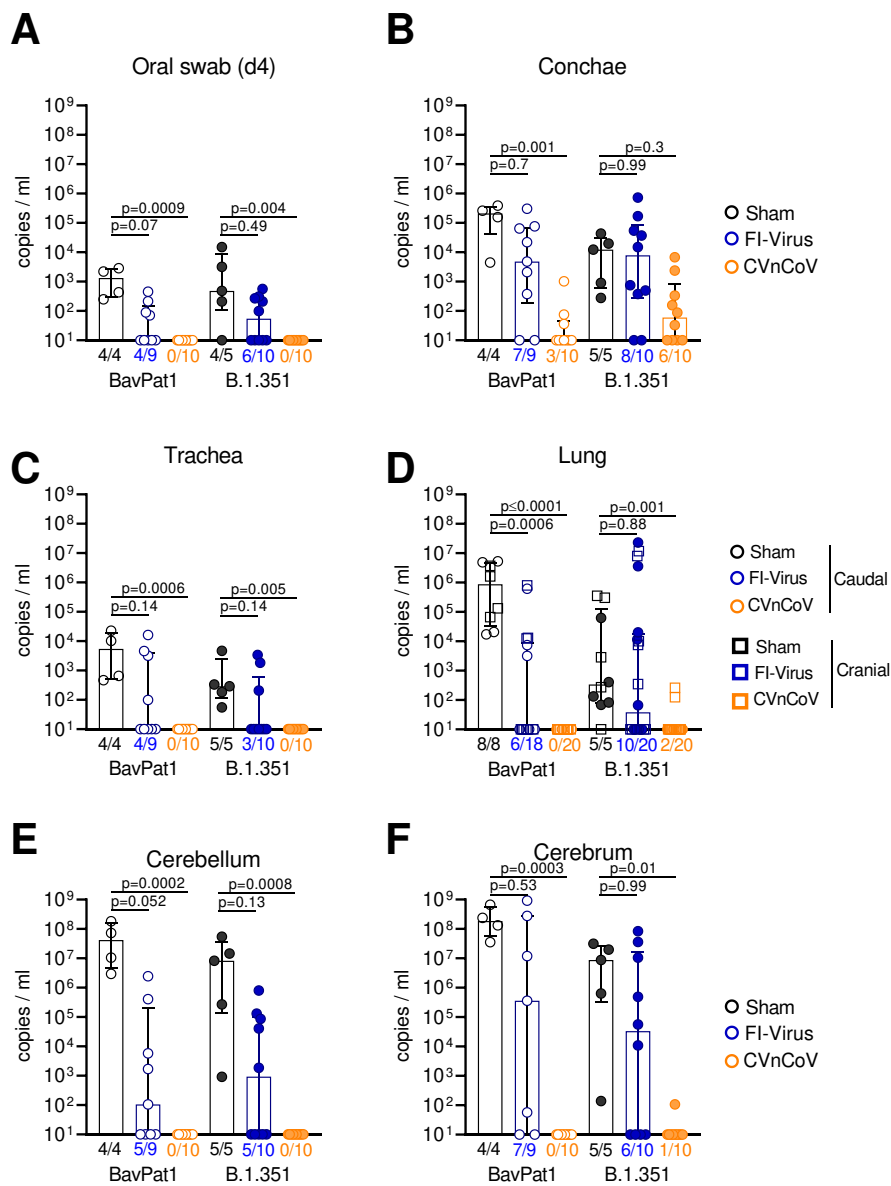 A
Oral swab (d4)
copies / ml
10⁹
10⁸
10⁷
10⁶
10⁵
10⁴
10³
10²
10¹
p=0.0009
p=0.07
p=0.004
p=0.49
4/4 4/9 0/10 4/5 6/10 0/10
BavPat1 B.1.351
B
Conchae
copies / ml
10⁹
10⁸
10⁷
10⁶
10⁵
10⁴
10³
10²
10¹
p=0.001
p=0.7
p=0.3
p=0.99
4/4 7/9 3/10 5/5 8/10 6/10
BavPat1 B.1.351
Sham
FI-Virus
CVnCoV
C
Trachea
copies / ml
10⁹
10⁸
10⁷
10⁶
10⁵
10⁴
10³
10²
10¹
p=0.0006
p=0.14
p=0.005
p=0.14
4/4 4/9 0/10 5/5 3/10 0/10
BavPat1 B.1.351
D
Lung
copies / ml
10⁹
10⁸
10⁷
10⁶
10⁵
10⁴
10³
10²
10¹
p≤0.0001
p=0.0006
p=0.001
p=0.88
8/8 6/18 0/20 5/5 10/20 2/20
BavPat1 B.1.351
Sham
FI-Virus
CVnCoV
Caudal
Sham
FI-Virus
CVnCoV
Cranial
E
Cerebellum
copies / ml
10⁹
10⁸
10⁷
10⁶
10⁵
10⁴
10³
10²
10¹
p=0.0002
p=0.052
p=0.0008
p=0.13
4/4 5/9 0/10 5/5 5/10 0/10
BavPat1 B.1.351
F
Cerebrum
copies / ml
10⁹
10⁸
10⁷
10⁶
10⁵
10⁴
10³
10²
10¹
p=0.0003
p=0.53
p=0.01
p=0.99
4/4 7/9 0/10 5/5 6/10 1/10
BavPat1 B.1.351
Sham
FI-Virus
CVnCoV